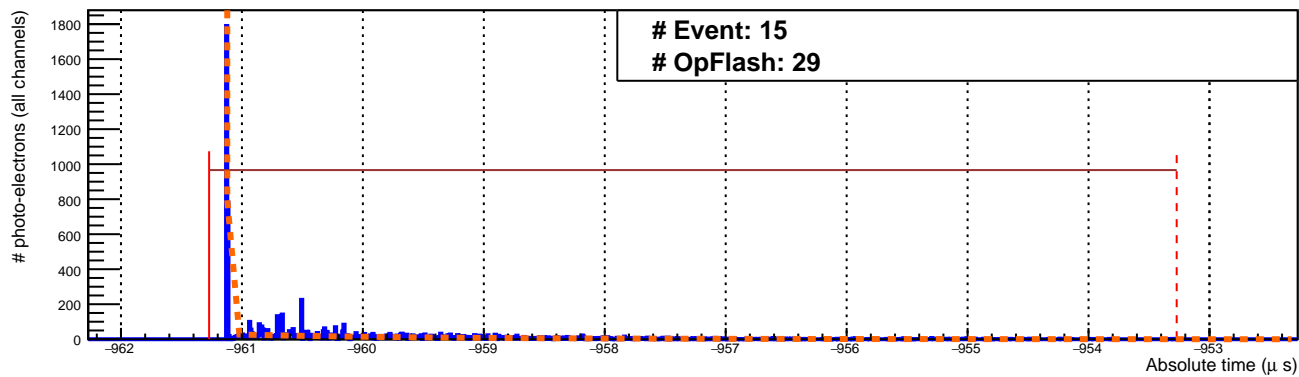 # Event: 15
# OpFlash: 29
# photo-electrons (all channels)
1800
1600
1400
1200
1000
800
600
400
200
0
−962 −961 −960 −959 −958 −957 −956 −955 −954 −953
Absolute time (μ s)